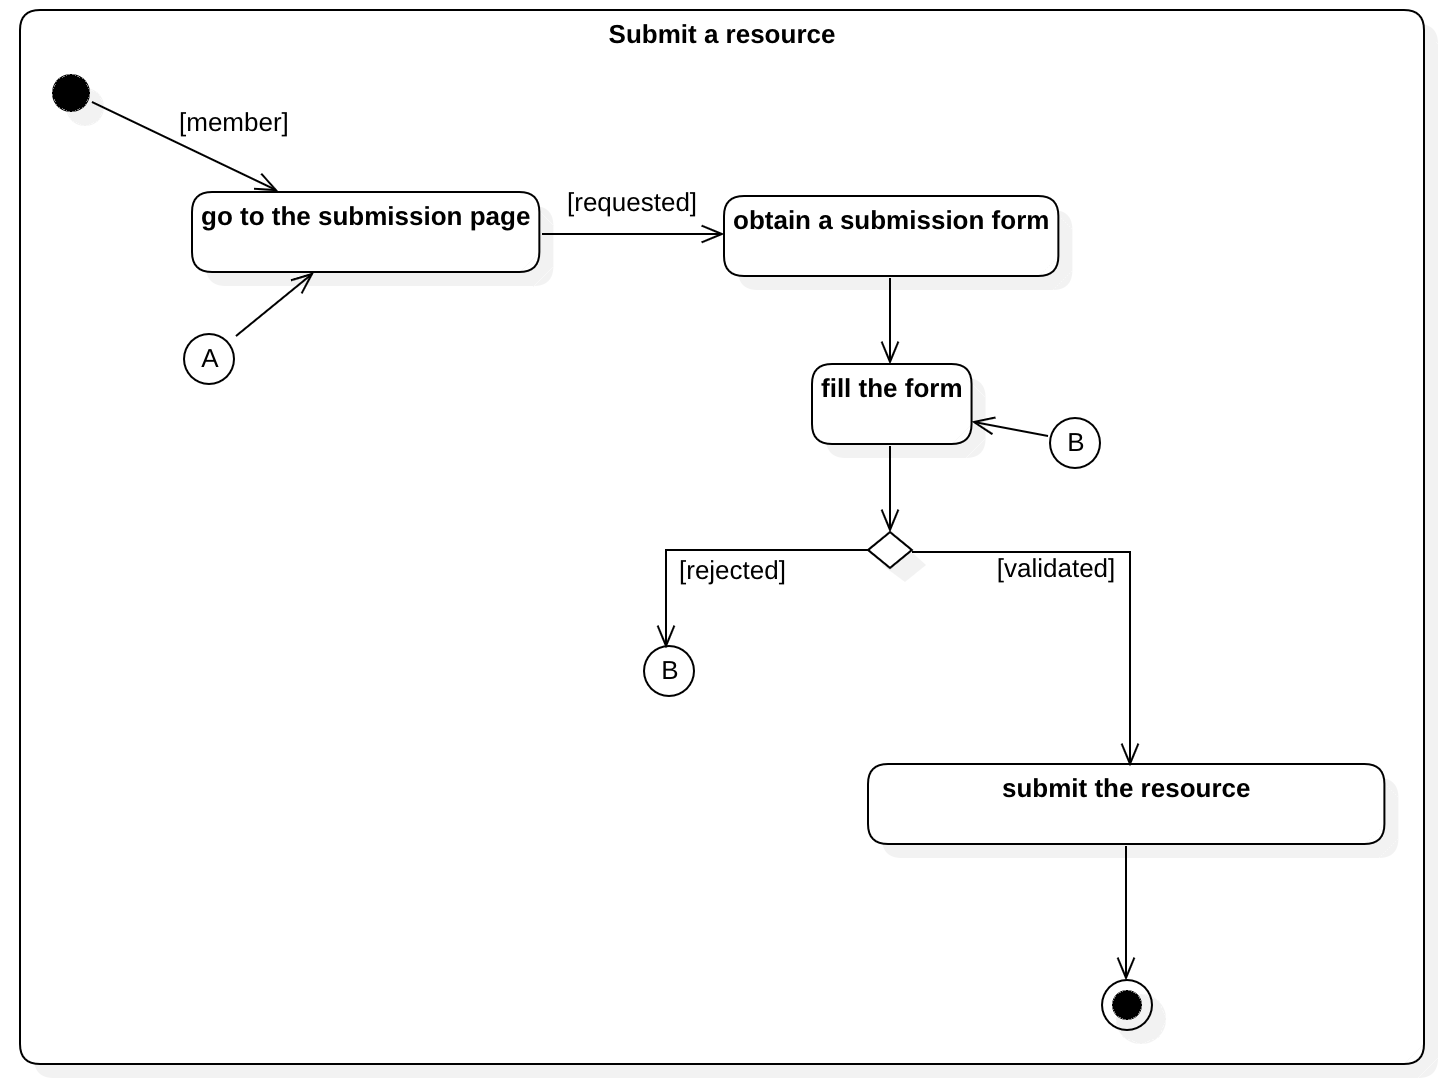 Submit a resource
[member]
go to the submission page
[requested]
obtain a submission form
A
fill the form
B
[rejected]
[validated]
B
submit the resource